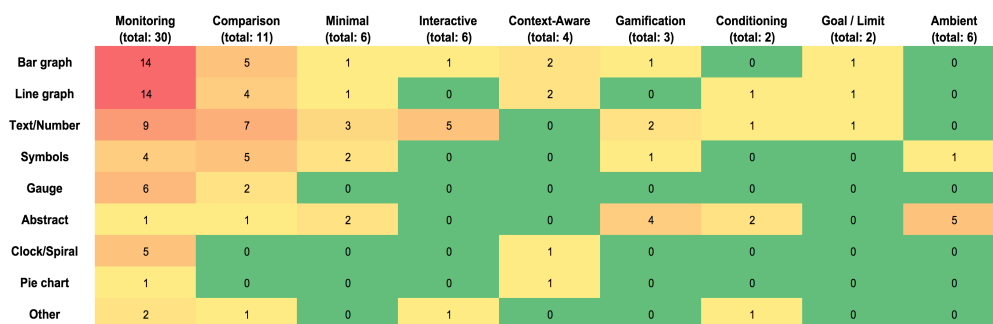 Monitoring Comparison Minimal Interactive Context-Aware Gamification Conditioning Goal / Limit Ambient
(total: 30) (total: 11) (total: 6) (total: 6) (total: 4) (total: 3) (total: 2) (total: 2) (total: 6)
Bar graph 14 5 1 1 2 1 0 1 0
Line graph 14 4 1 0 2 0 1 1 0
Text/Number 9 7 3 5 0 2 1 1 0
Symbols 4 5 2 0 0 1 0 0 1
Gauge 6 2 0 0 0 0 0 0 0
Abstract 1 1 2 0 0 4 2 0 5
Clock/Spiral 5 0 0 0 1 0 0 0 0
Pie chart 1 0 0 0 1 0 0 0 0
Other 2 1 0 1 0 0 1 0 0